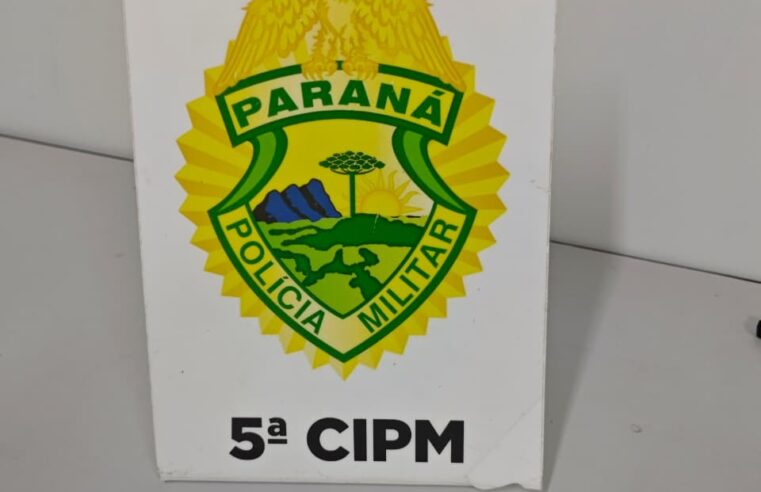 PARANÁ
POLÍCIA MILITAR
5ª CIPM